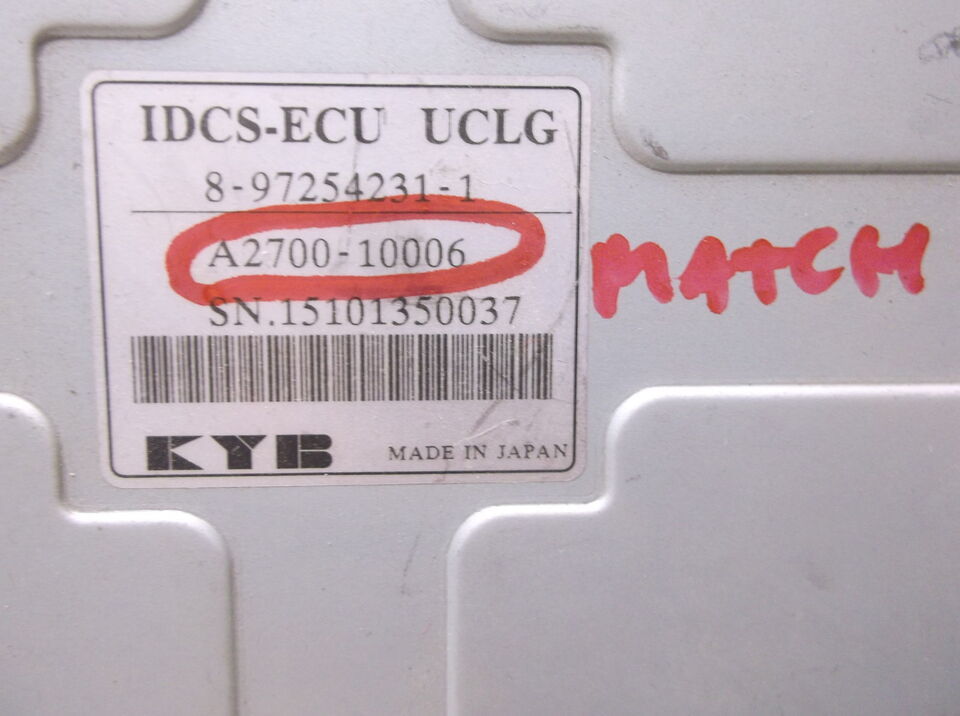 IDCS-ECU UCLG
8-97254231-1
A2700-10006
MATCH
SN.15101350037
KYB
MADE IN JAPAN